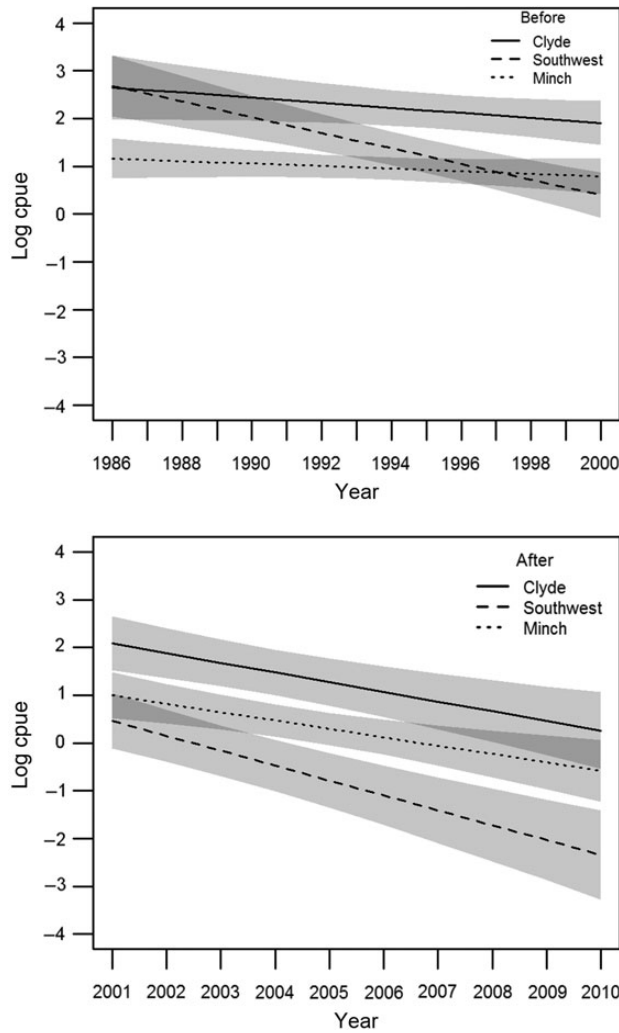 Before
Clyde
Southwest
Minch
4
3
2
1
0
–1
–2
–3
–4
Log cpue
1986 1988 1990 1992 1994 1996 1998 2000
Year
After
Clyde
Southwest
Minch
4
3
2
1
0
–1
–2
–3
–4
Log cpue
2001 2002 2003 2004 2005 2006 2007 2008 2009 2010
Year